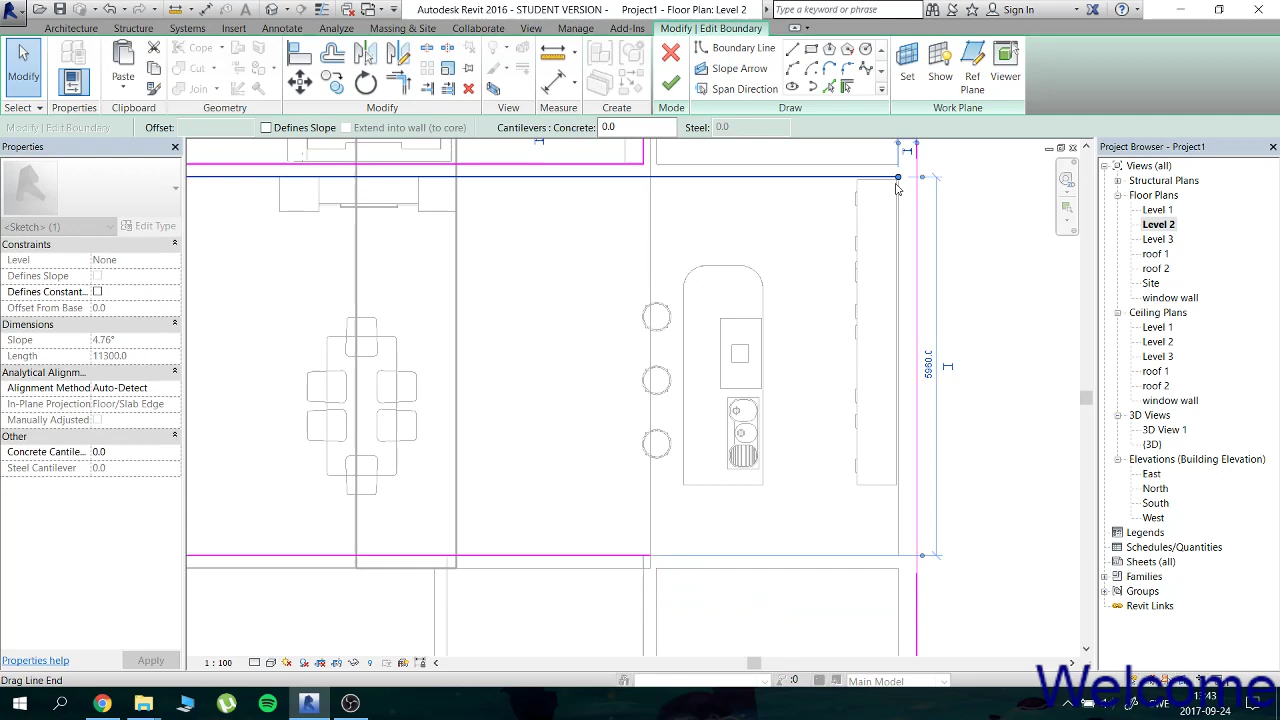 Autodesk Revit 2016 - STUDENT VERSION - Project1 - Floor Plan: Level 2
Type a keyword or phrase
Sign In
Architecture Structure Systems Insert Annotate Analyze Massing & Site Collaborate View Manage Add-Ins Modify | Edit Boundary
Modify Properties Paste Cope Cut Join
Boundary Line
Slope Arrow
Span Direction
Set Show Ref Plane Viewer
Select Properties Clipboard Geometry Modify View Measure Create Mode Draw Work Plane
Modify | Edit Boundary Offset: Defines Slope Extend into wall (to core) Cantilevers : Concrete: 0.0 Steel: 0.0
Properties
<Sketch> (1) Edit Type
Constraints
Level None
Defines Slope
Defines Constant...
Offset From Base 0.0
Dimensions
Slope 4.76°
Length 11300.0
Analytical Alignm...
Alignment Method Auto-Detect
In-Plane Projection Floor/Slab Edge
Manually Adjusted
Other
Concrete Cantile... 0.0
Steel Cantilever 0.0
Properties help Apply
5960.0
Project Browser - Project1
Views (all)
Structural Plans
Floor Plans
Level 1
Level 2
Level 3
roof 1
roof 2
Site
window wall
Ceiling Plans
Level 1
Level 2
Level 3
roof 1
roof 2
window wall
3D Views
3D View 1
{3D}
Elevations (Building Elevation)
East
North
South
West
Legends
Schedules/Quantities
Sheets (all)
Families
Groups
Revit Links
1 : 100
Drag Line End
:0 Main Model
Welcome
13:43
2017-09-24